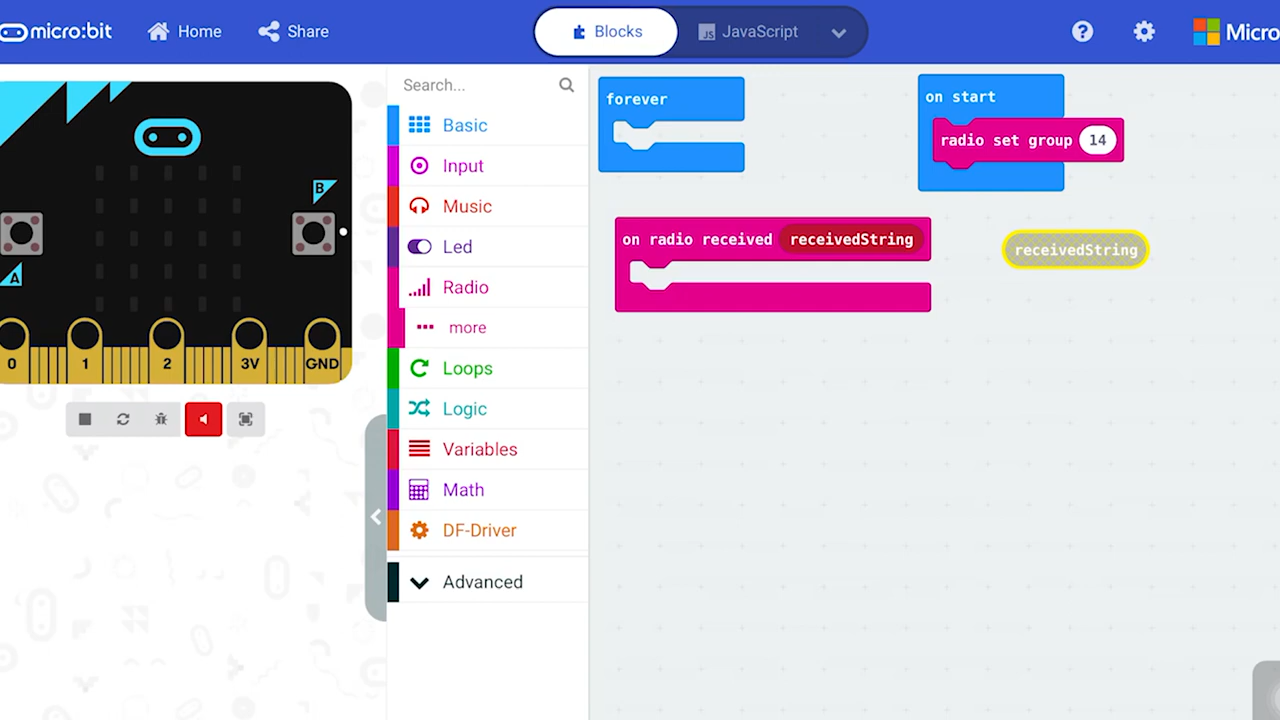 micro:bit
Home
Share
Blocks
JS JavaScript
?
Micro
B
A
0 1 2 3V GND
Search...
Basic
Input
Music
Led
Radio
more
Loops
Logic
Variables
Math
DF-Driver
Advanced
forever
on start
radio set group 14
on radio received receivedString
receivedString